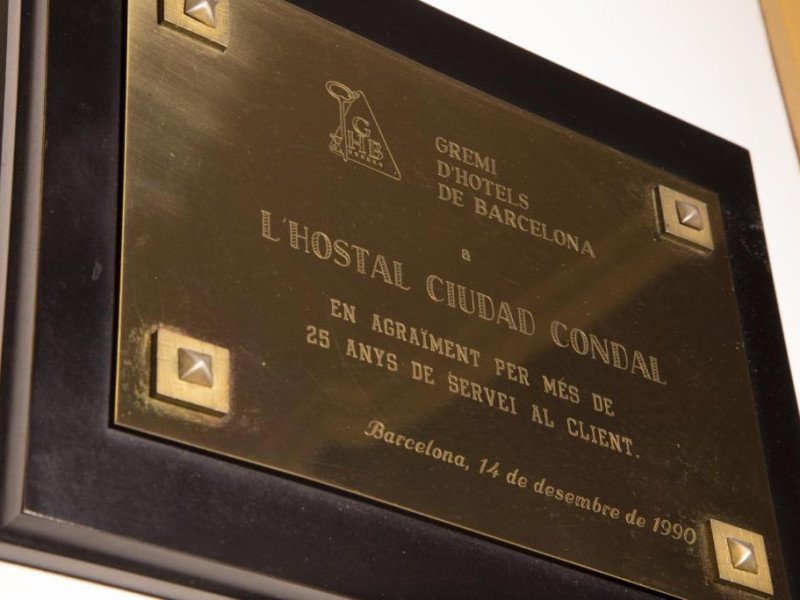 GHB
GREMI
D'HOTELS
DE BARCELONA
a
L'HOSTAL CIUDAD CONDAL
EN AGRAÏMENT PER MÉS DE
25 ANYS DE SERVEI AL CLIENT.
Barcelona, 14 de desembre de 1990